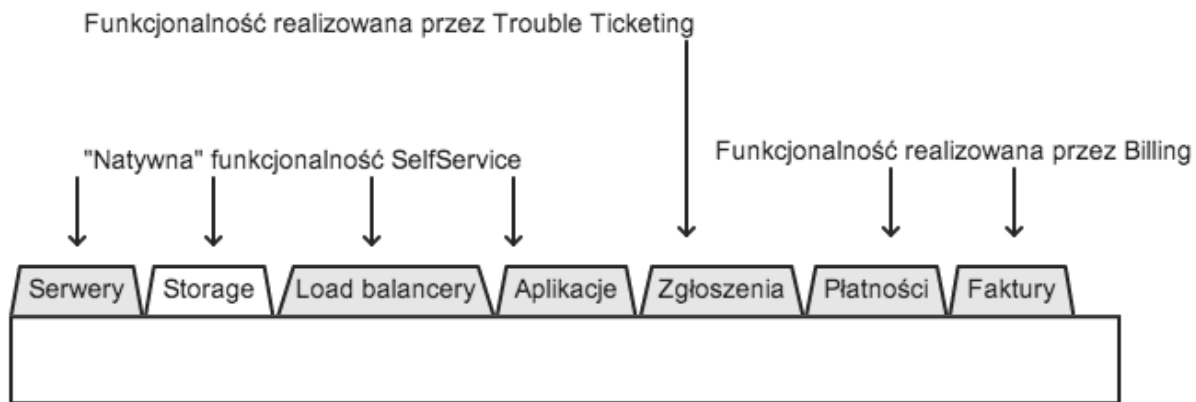 Funkcjonalność realizowana przez Trouble Ticketing
"Natywna" funkcjonalność SelfService
Funkcjonalność realizowana przez Billing
Serwery
Storage
Load balancery
Aplikacje
Zgłoszenia
Płatności
Faktury